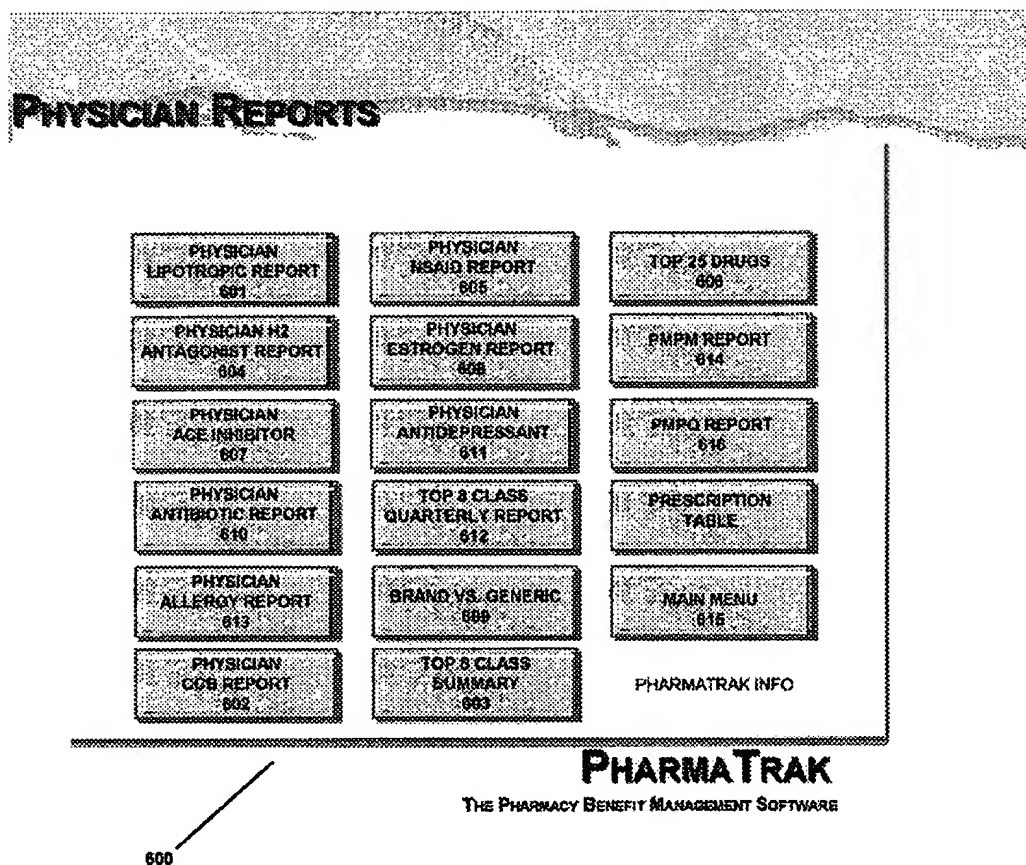 PHYSICIAN REPORTS
PHYSICIAN
LIPOTROPIC REPORT
601
PHYSICIAN
NSAID REPORT
605
TOP 25 DRUGS
606
PHYSICIAN H2
ANTAGONIST REPORT
604
PHYSICIAN
ESTROGEN REPORT
608
PMPM REPORT
614
PHYSICIAN
ACE INHIBITOR
607
PHYSICIAN
ANTIDEPRESSANT
611
PMPQ REPORT
616
PHYSICIAN
ANTIBIOTIC REPORT
610
TOP 8 CLASS
QUARTERLY REPORT
612
PRESCRIPTION
TABLE
PHYSICIAN
ALLERGY REPORT
613
BRAND VS. GENERIC
609
MAIN MENU
615
PHYSICIAN
CCB REPORT
602
TOP 8 CLASS
SUMMARY
603
PHARMATRAK INFO
PHARMATRAK
THE PHARMACY BENEFIT MANAGEMENT SOFTWARE
600